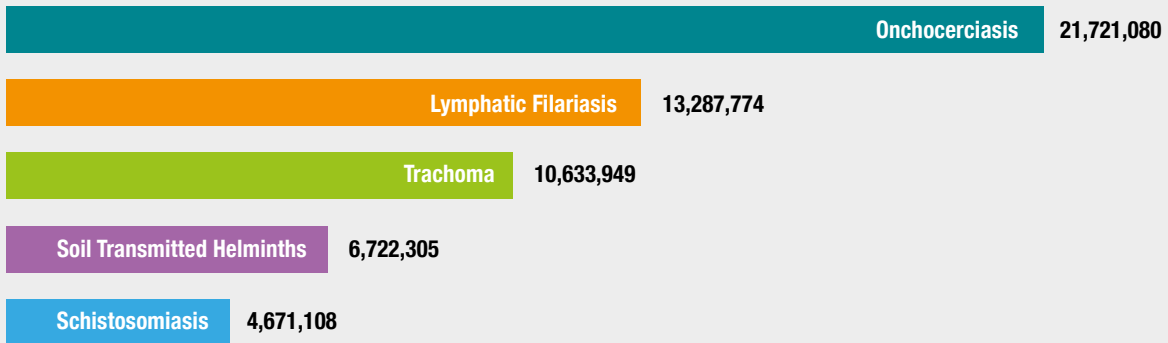 Onchocerciasis 21,721,080
Lymphatic Filariasis 13,287,774
Trachoma 10,633,949
Soil Transmitted Helminths 6,722,305
Schistosomiasis 4,671,108